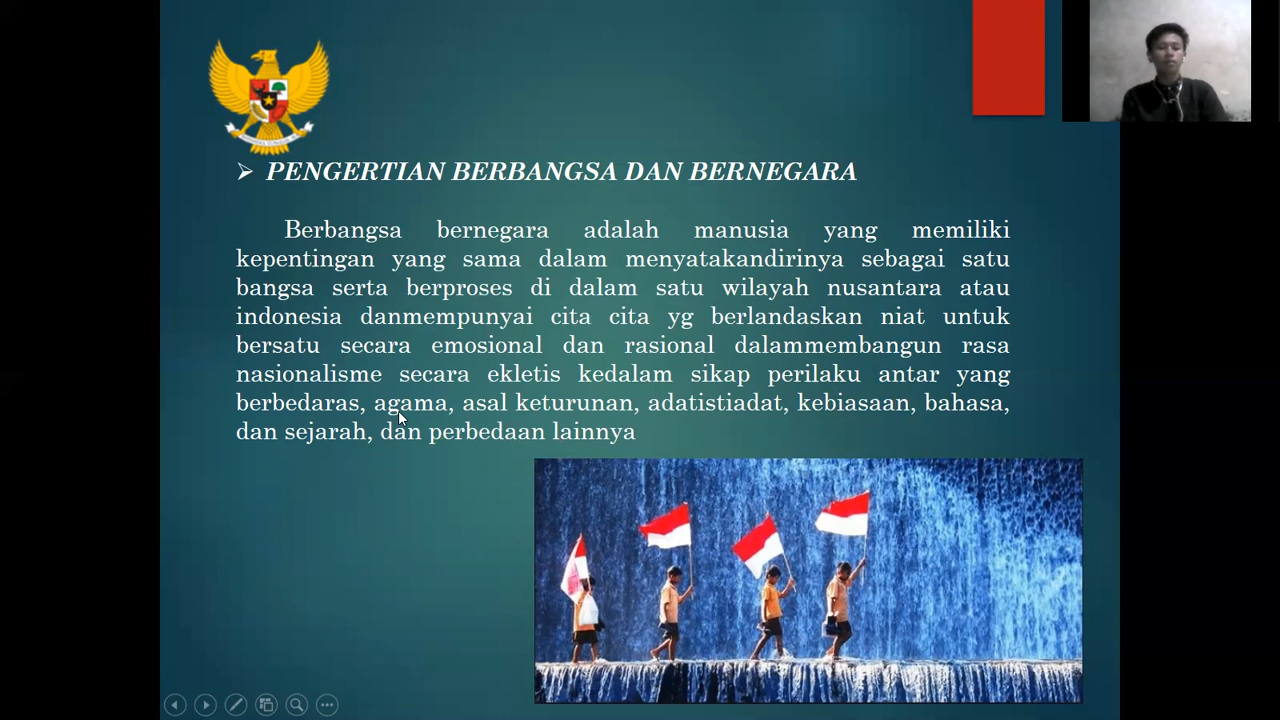 PENGERTIAN BERBANGSA DAN BERNEGARA
Berbangsa bernegara adalah manusia yang memiliki
kepentingan yang sama dalam menyatakandirinya sebagai satu
bangsa serta berproses di dalam satu wilayah nusantara atau
indonesia danmempunyai cita cita yg berlandaskan niat untuk
bersatu secara emosional dan rasional dalammembangun rasa
nasionalisme secara ekletis kedalam sikap perilaku antar yang
berbedaras, agama, asal keturunan, adatistiadat, kebiasaan, bahasa,
dan sejarah, dan perbedaan lainnya